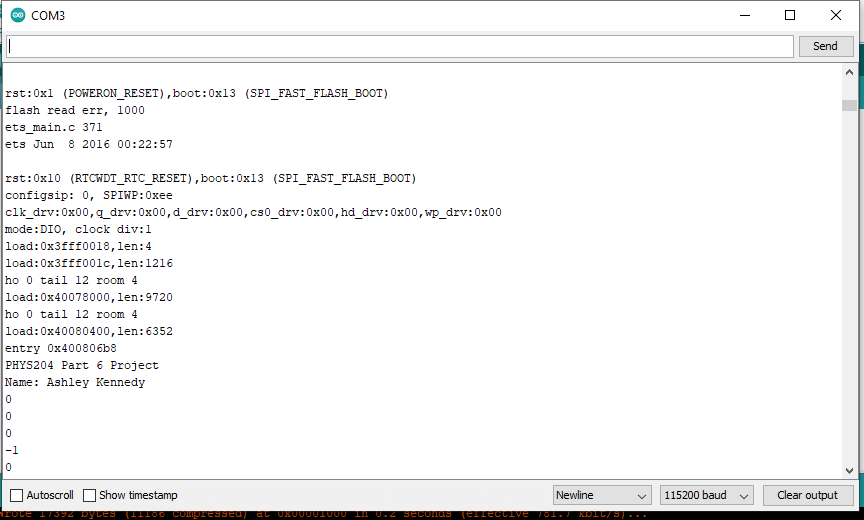 COM3
Send
rst:0x1 (POWERON_RESET),boot:0x13 (SPI_FAST_FLASH_BOOT)
flash read err, 1000
ets_main.c 371
ets Jun  8 2016 00:22:57
rst:0x10 (RTCWDT_RTC_RESET),boot:0x13 (SPI_FAST_FLASH_BOOT)
configsip: 0, SPIWP:0xee
clk_drv:0x00,q_drv:0x00,d_drv:0x00,cs0_drv:0x00,hd_drv:0x00,wp_drv:0x00
mode:DIO, clock div:1
load:0x3fff0018,len:4
load:0x3fff001c,len:1216
ho 0 tail 12 room 4
load:0x40078000,len:9720
ho 0 tail 12 room 4
load:0x40080400,len:6352
entry 0x400806b8
PHYS204 Part 6 Project
Name: Ashley Kennedy
0
0
0
-1
0
Autoscroll Show timestamp Newline 115200 baud Clear output
Wrote 17392 bytes (11186 compressed) at 0x00001000 in 0.2 seconds (effective 781.7 kbit/s)...